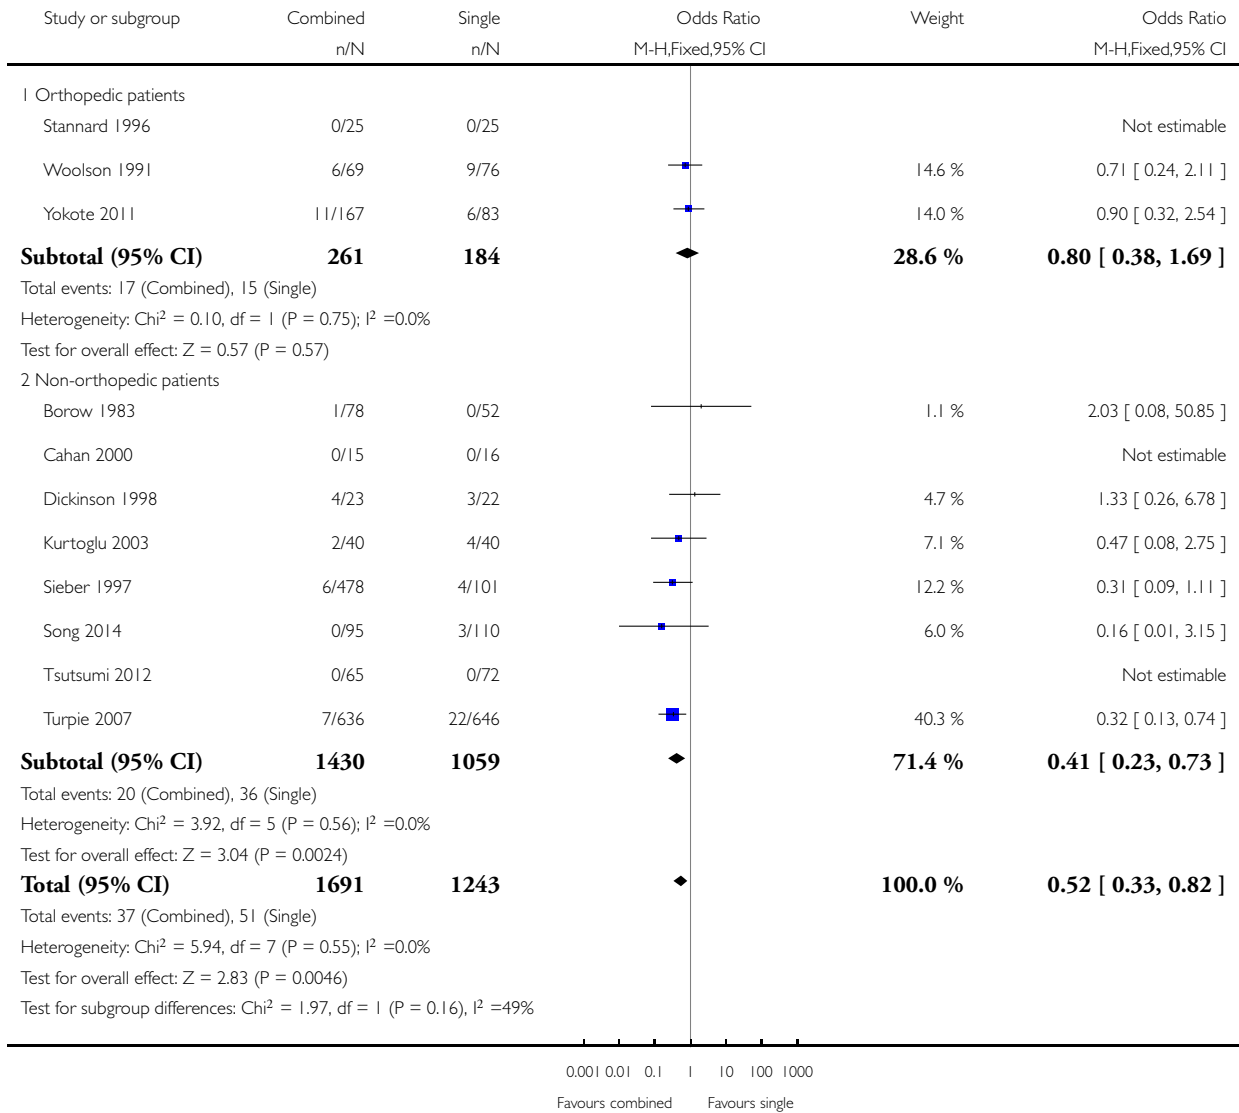 Study or subgroup Combined Single Odds Ratio Weight Odds Ratio
n/N n/N M-H,Fixed,95% CI M-H,Fixed,95% CI
1 Orthopedic patients
Stannard 1996 0/25 0/25 Not estimable
Woolson 1991 6/69 9/76 14.6 % 0.71 [ 0.24, 2.11 ]
Yokote 2011 11/167 6/83 14.0 % 0.90 [ 0.32, 2.54 ]
Subtotal (95% CI) 261 184 28.6 % 0.80 [ 0.38, 1.69 ]
Total events: 17 (Combined), 15 (Single)
Heterogeneity: Chi² = 0.10, df = 1 (P = 0.75); I² =0.0%
Test for overall effect: Z = 0.57 (P = 0.57)
2 Non-orthopedic patients
Borow 1983 1/78 0/52 1.1 % 2.03 [ 0.08, 50.85 ]
Cahan 2000 0/15 0/16 Not estimable
Dickinson 1998 4/23 3/22 4.7 % 1.33 [ 0.26, 6.78 ]
Kurtoglu 2003 2/40 4/40 7.1 % 0.47 [ 0.08, 2.75 ]
Sieber 1997 6/478 4/101 12.2 % 0.31 [ 0.09, 1.11 ]
Song 2014 0/95 3/110 6.0 % 0.16 [ 0.01, 3.15 ]
Tsutsumi 2012 0/65 0/72 Not estimable
Turpie 2007 7/636 22/646 40.3 % 0.32 [ 0.13, 0.74 ]
Subtotal (95% CI) 1430 1059 71.4 % 0.41 [ 0.23, 0.73 ]
Total events: 20 (Combined), 36 (Single)
Heterogeneity: Chi² = 3.92, df = 5 (P = 0.56); I² =0.0%
Test for overall effect: Z = 3.04 (P = 0.0024)
Total (95% CI) 1691 1243 100.0 % 0.52 [ 0.33, 0.82 ]
Total events: 37 (Combined), 51 (Single)
Heterogeneity: Chi² = 5.94, df = 7 (P = 0.55); I² =0.0%
Test for overall effect: Z = 2.83 (P = 0.0046)
Test for subgroup differences: Chi² = 1.97, df = 1 (P = 0.16), I² =49%
0.001 0.01 0.1 1 10 100 1000
Favours combined Favours single